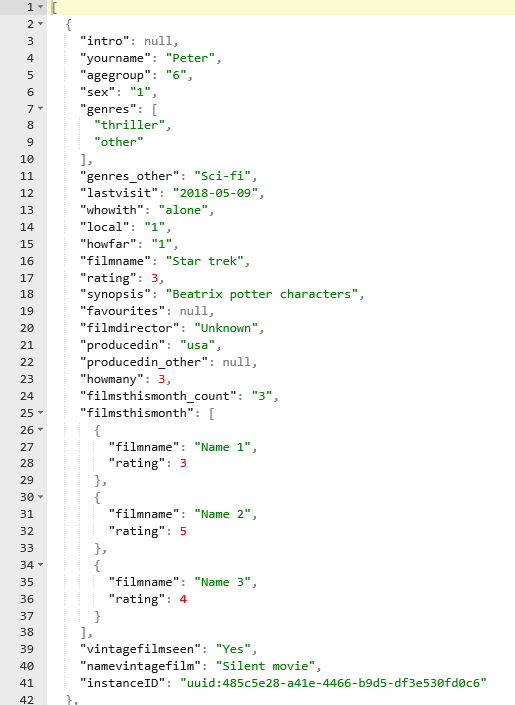 1 [
2 {
3 "intro": null,
4 "yourname": "Peter",
5 "agegroup": "6",
6 "sex": "1",
7 "genres": [
8 "thriller",
9 "other"
10 ],
11 "genres_other": "Sci-fi",
12 "lastvisit": "2018-05-09",
13 "whowith": "alone",
14 "local": "1",
15 "howfar": "1",
16 "filmname": "Star trek",
17 "rating": 3,
18 "synopsis": "Beatrix potter characters",
19 "favourites": null,
20 "filmdirector": "Unknown",
21 "producedin": "usa",
22 "producedin_other": null,
23 "howmany": 3,
24 "filmsthismonth_count": "3",
25 "filmsthismonth": [
26 {
27 "filmname": "Name 1",
28 "rating": 3
29 },
30 {
31 "filmname": "Name 2",
32 "rating": 5
33 },
34 {
35 "filmname": "Name 3",
36 "rating": 4
37 }
38 ],
39 "vintagefilmseen": "Yes",
40 "namevintagefilm": "Silent movie",
41 "instanceID": "uuid:485c5e28-a41e-4466-b9d5-df3e530fd0c6"
42 },